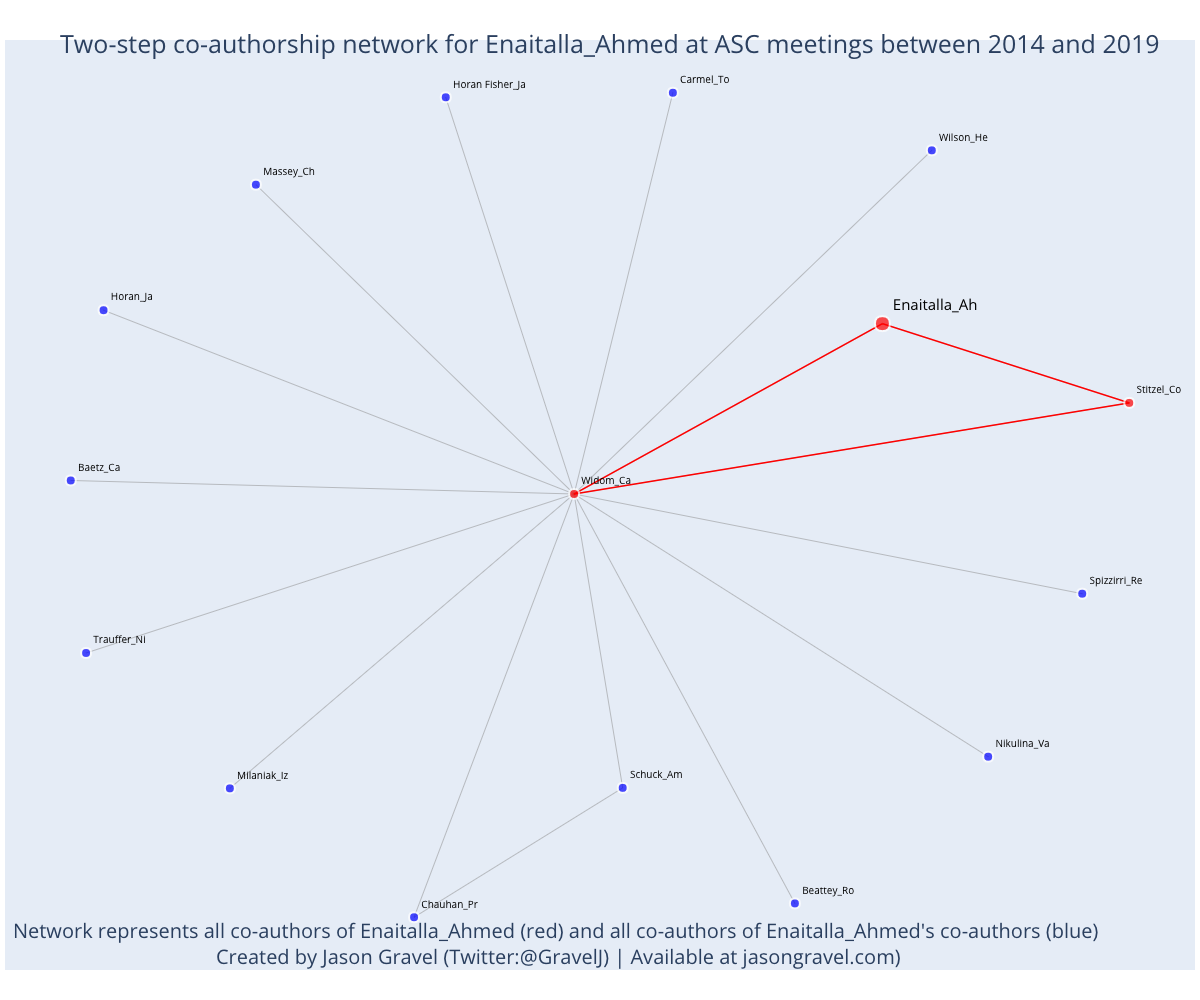 Two-step co-authorship network for Enaitalla_Ahmed at ASC meetings between 2014 and 2019
Carmel_To
Horan Fisher_Ja
Wilson_He
Massey_Ch
Horan_Ja
Enaitalla_Ah
Stitzel_Co
Baetz_Ca
Widom_Ca
Spizzirri_Re
Trauffer_Ni
Nikulina_Va
Milaniak_Iz
Schuck_Am
Beattey_Ro
Chauhan_Pr
Network represents all co-authors of Enaitalla_Ahmed (red) and all co-authors of Enaitalla_Ahmed's co-authors (blue)
Created by Jason Gravel (Twitter:@GravelJ) | Available at jasongravel.com)